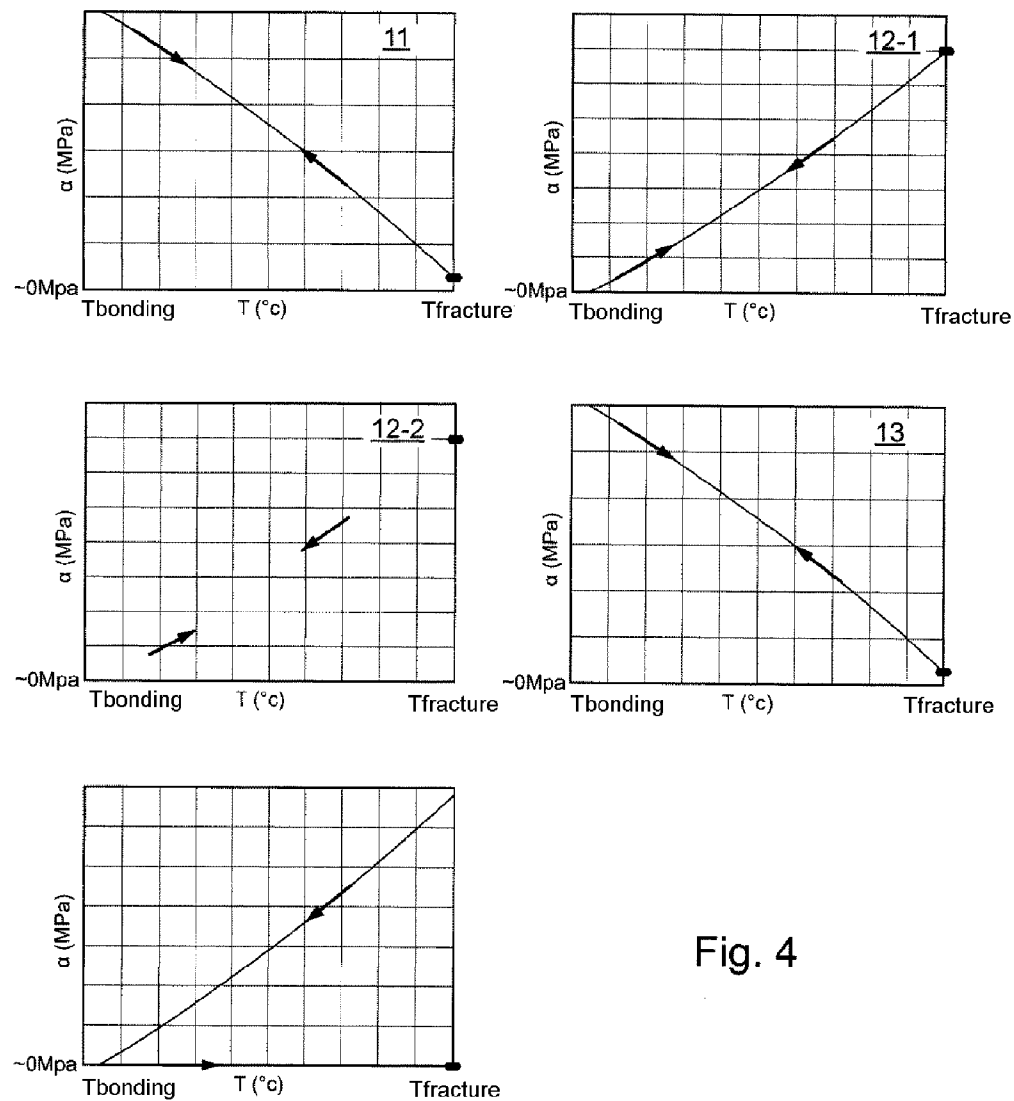 11
α (MPa)
~0Mpa
Tbonding
T (°c)
Tfracture
12-1
α (MPa)
~0Mpa
Tbonding
T (°c)
Tfracture
12-2
α (MPa)
~0Mpa
Tbonding
T (°c)
Tfracture
13
α (MPa)
~0Mpa
Tbonding
T (°c)
Tfracture
α (MPa)
~0Mpa
Tbonding
T (°c)
Tfracture
Fig. 4